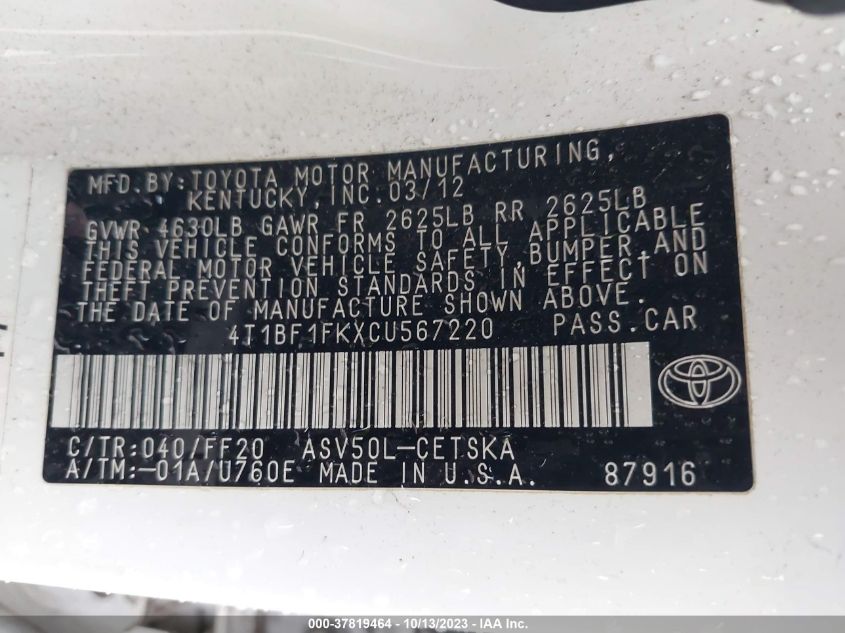 MFD. BY: TOYOTA MOTOR MANUFACTURING,
KENTUCKY, INC. 03/12
GVWR 4630LB GAWR FR 2625LB RR 2625LB
THIS VEHICLE CONFORMS TO ALL APPLICABLE
FEDERAL MOTOR VEHICLE SAFETY, BUMPER, AND
THEFT PREVENTION STANDARDS IN EFFECT ON
THE DATE OF MANUFACTURE SHOWN ABOVE.
4T1BF1FKXCU567220 PASS. CAR
C/TR: 040/FF20 ASV50L-CETSKA
A/TM: -01A/U760E MADE IN U.S.A. 87916
000-37819464 - 10/13/2023 - IAA Inc.